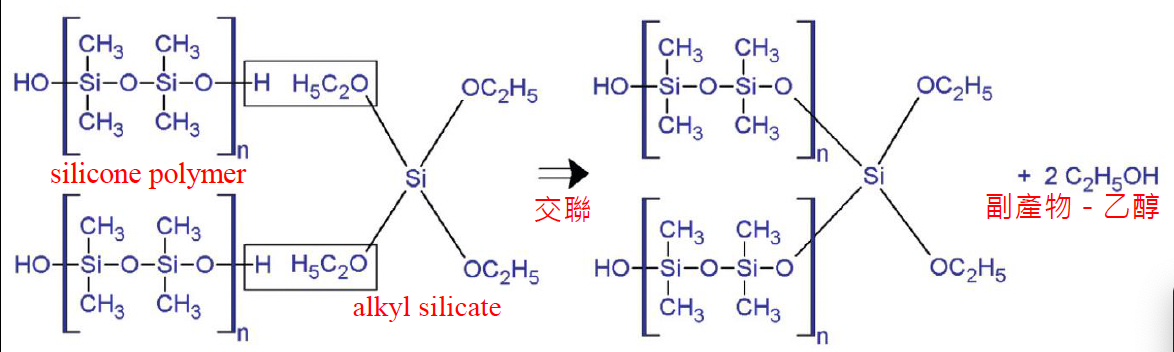 CH₃ CH₃ CH₃ CH₃
HO Si O Si O H H₅C₂O OC₂H₅ HO Si O Si O OC₂H₅
CH₃ CH₃ n CH₃ CH₃ n
silicone polymer Si Si + 2 C₂H₅OH
交聯 副產物 - 乙醇
CH₃ CH₃ CH₃ CH₃
HO Si O Si O H H₅C₂O OC₂H₅ HO Si O Si O OC₂H₅
CH₃ CH₃ n alkyl silicate CH₃ CH₃ n